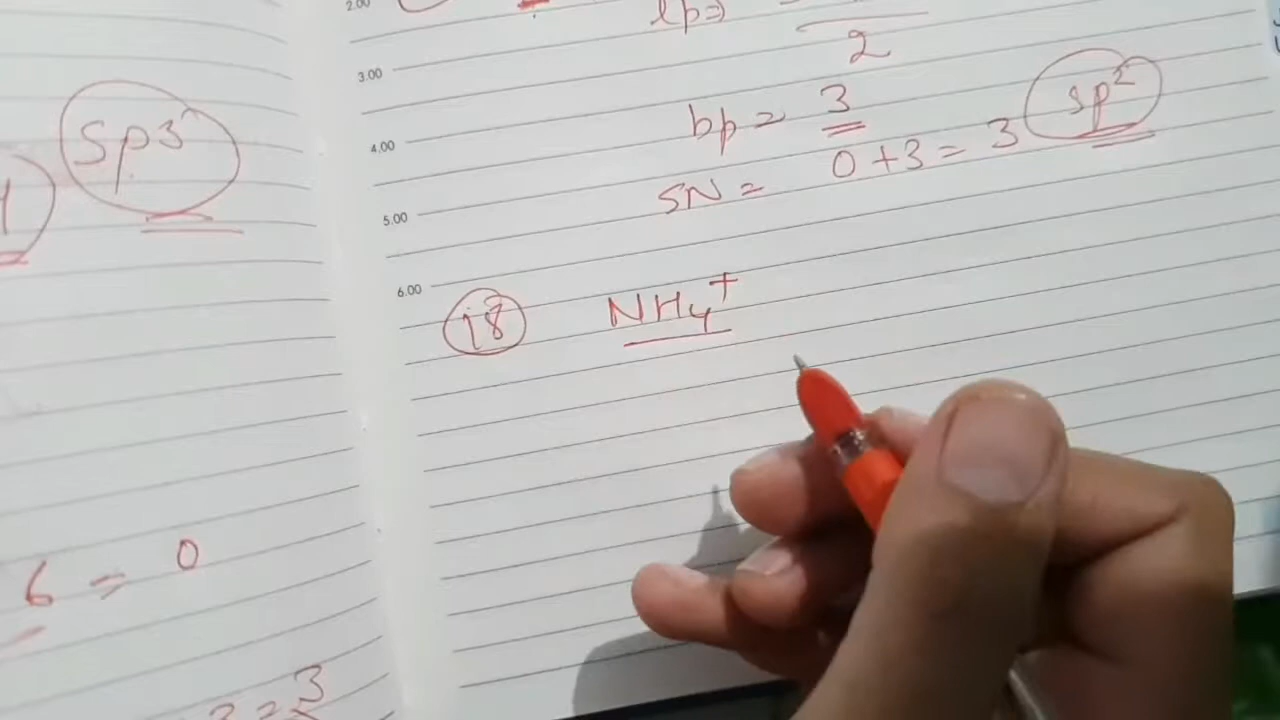 sp3
6 = 0
= 3
2.00
lp⇒
2
3.00
bp = 3
4.00
SN = 0 + 3 = 3 sp²
5.00
6.00
18 NH4+